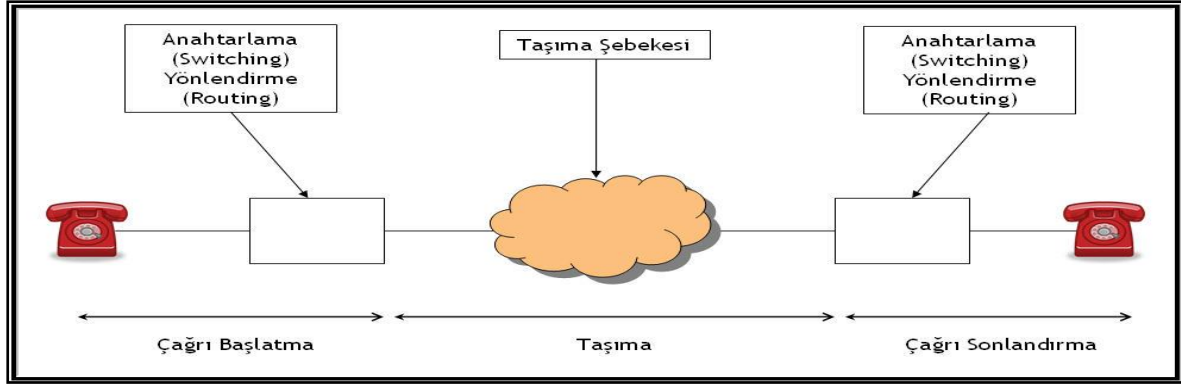 Anahtarlama
(Switching)
Yönlendirme
(Routing)
Taşıma Şebekesi
Anahtarlama
(Switching)
Yönlendirme
(Routing)
Çağrı Başlatma
Taşıma
Çağrı Sonlandırma